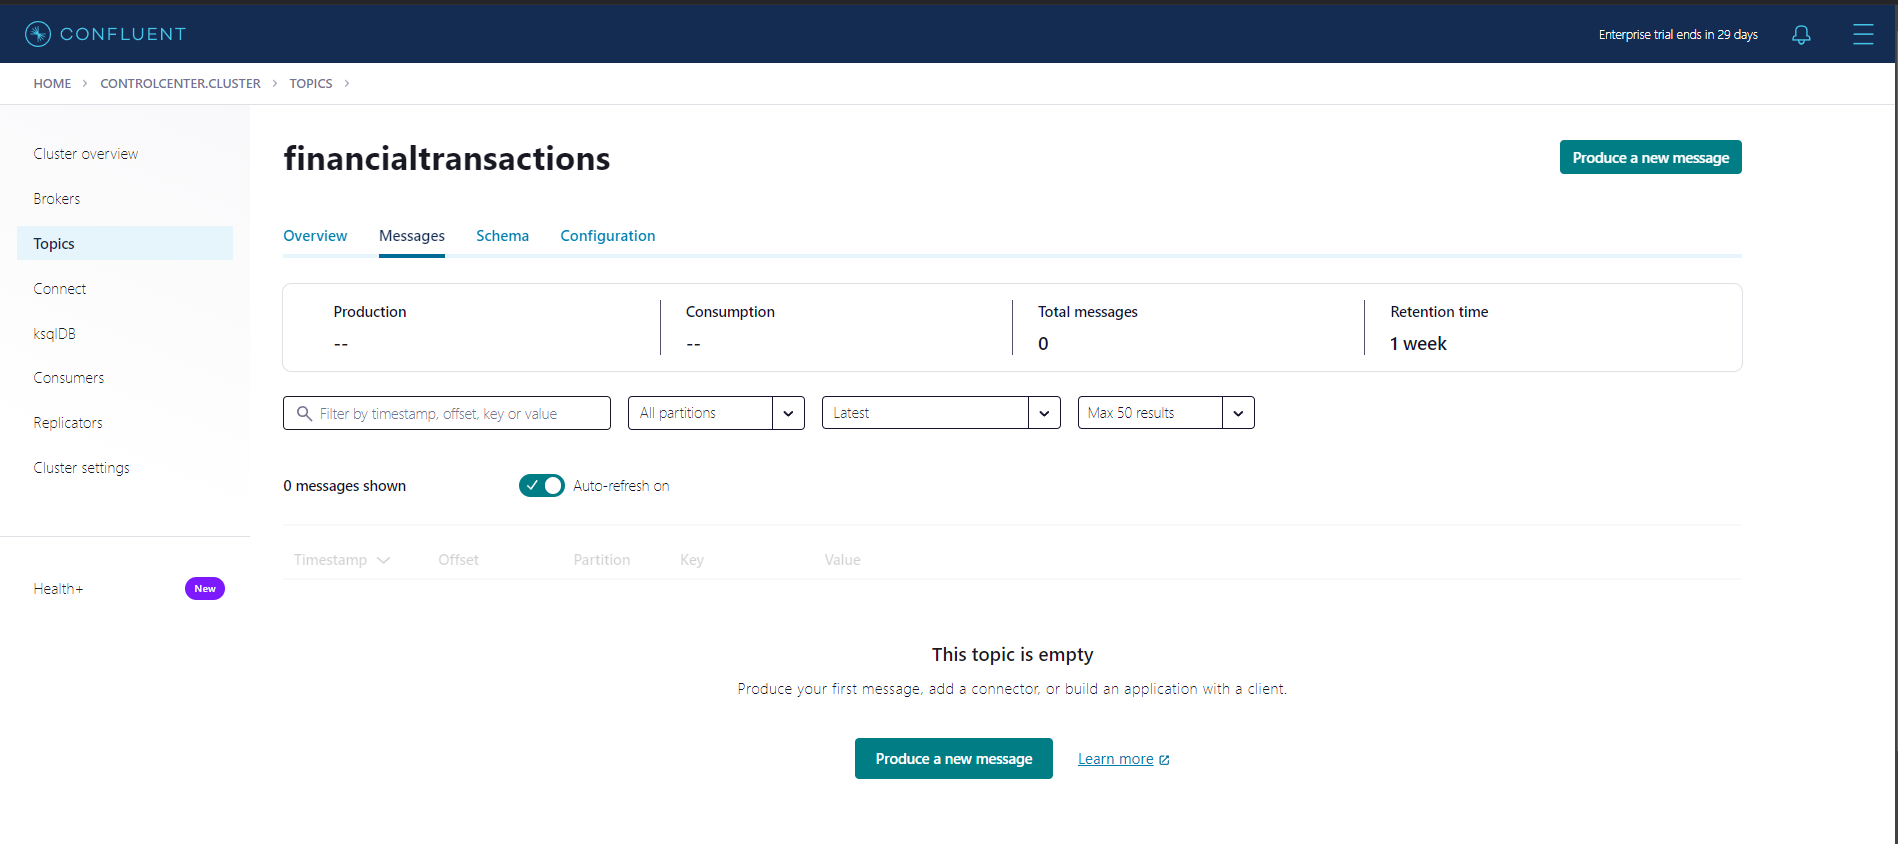 CONFLUENT
Enterprise trial ends in 29 days
HOME > CONTROLCENTER.CLUSTER > TOPICS >
Cluster overview
Brokers
Topics
Connect
ksqlDB
Consumers
Replicators
Cluster settings
Health+ New
financialtransactions
Produce a new message
Overview Messages Schema Configuration
Production Consumption Total messages Retention time
-- -- 0 1 week
Filter by timestamp, offset, key or value All partitions Latest Max 50 results
0 messages shown Auto-refresh on
Timestamp Offset Partition Key Value
This topic is empty
Produce your first message, add a connector, or build an application with a client.
Produce a new message Learn more